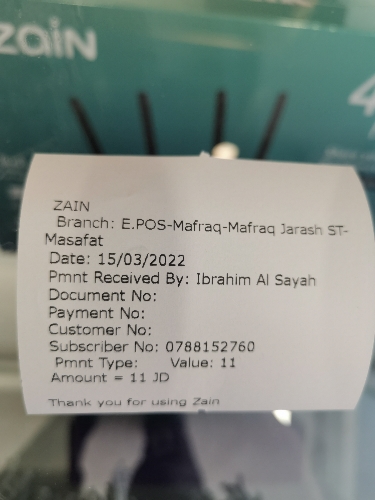 zain
ZAIN
Branch: E.POS-Mafraq-Mafraq Jarash ST-
Masafat
Date: 15/03/2022
Pmnt Received By: Ibrahim Al Sayah
Document No:
Payment No:
Customer No:
Subscriber No: 0788152760
Pmnt Type: Value: 11
Amount = 11 JD
Thank you for using Zain